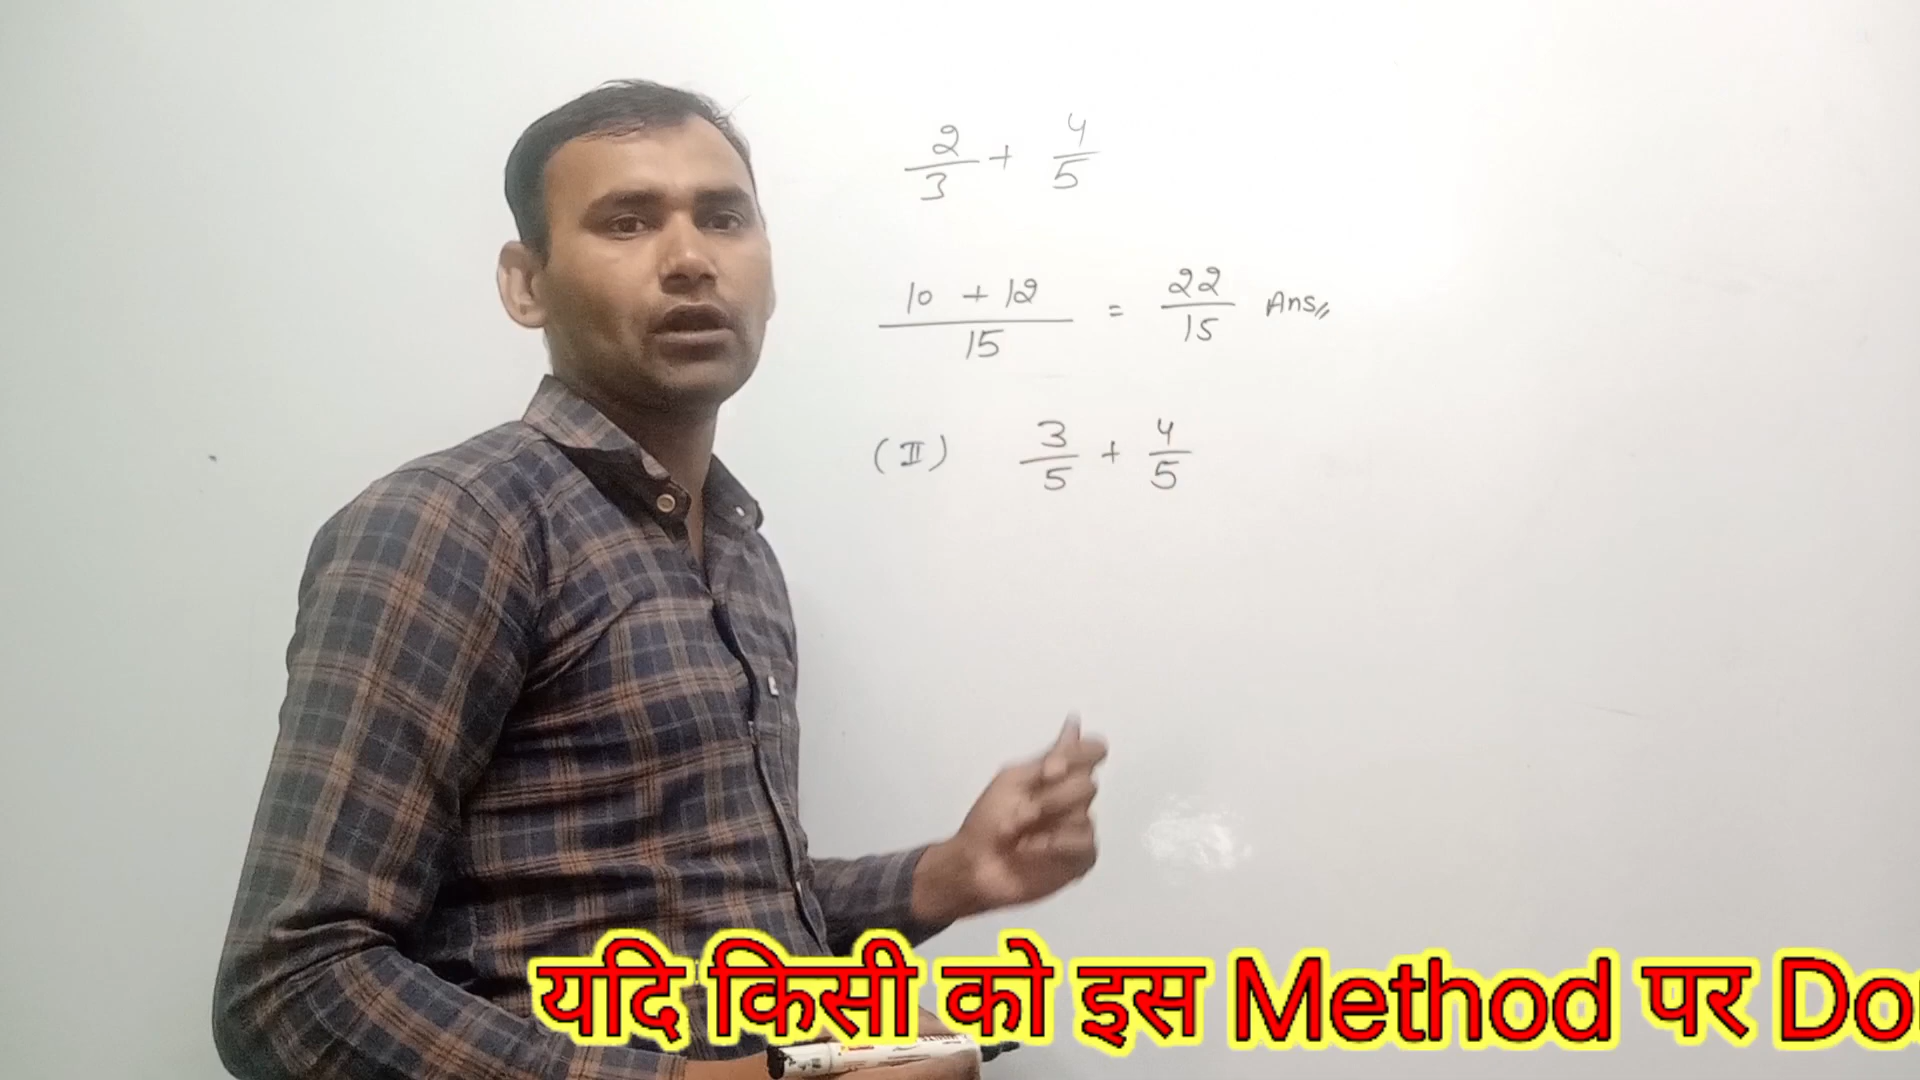 2/3 + 4/5
10 + 12/15 = 22/15 Ans,,
(II) 3/5 + 4/5
यदि किसी को इस Method पर Do